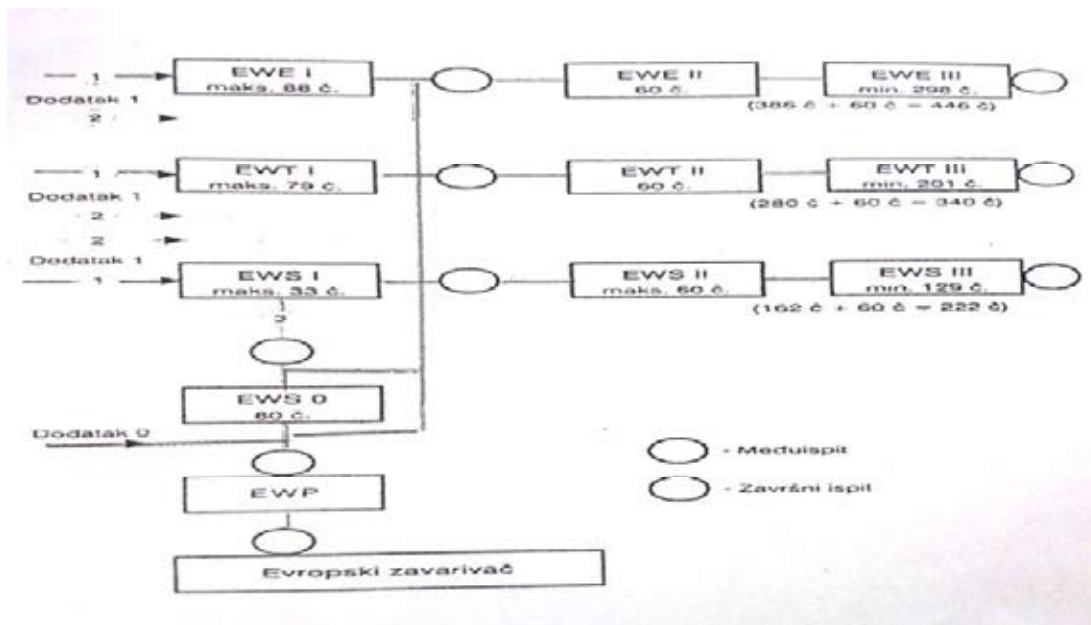 1
EWE I
maks. 88 č.
EWE II
60 č.
EWE III
min. 298 č.
Dodatak 1
(386 č + 60 č = 446 č)
2
1
EWT I
maks. 79 č.
EWT II
60 č.
EWT III
min. 201 č.
Dodatak 1
(280 č + 60 č = 340 č)
2
2
Dodatak 1
1
EWS I
maks. 33 č.
EWS II
maks. 60 č.
EWS III
min. 129 č.
(162 č + 60 č = 222 č)
2
EWS 0
60 č.
Dodatak 0
- Međuispit
EWP
- Završni ispit
Evropski zavarivač